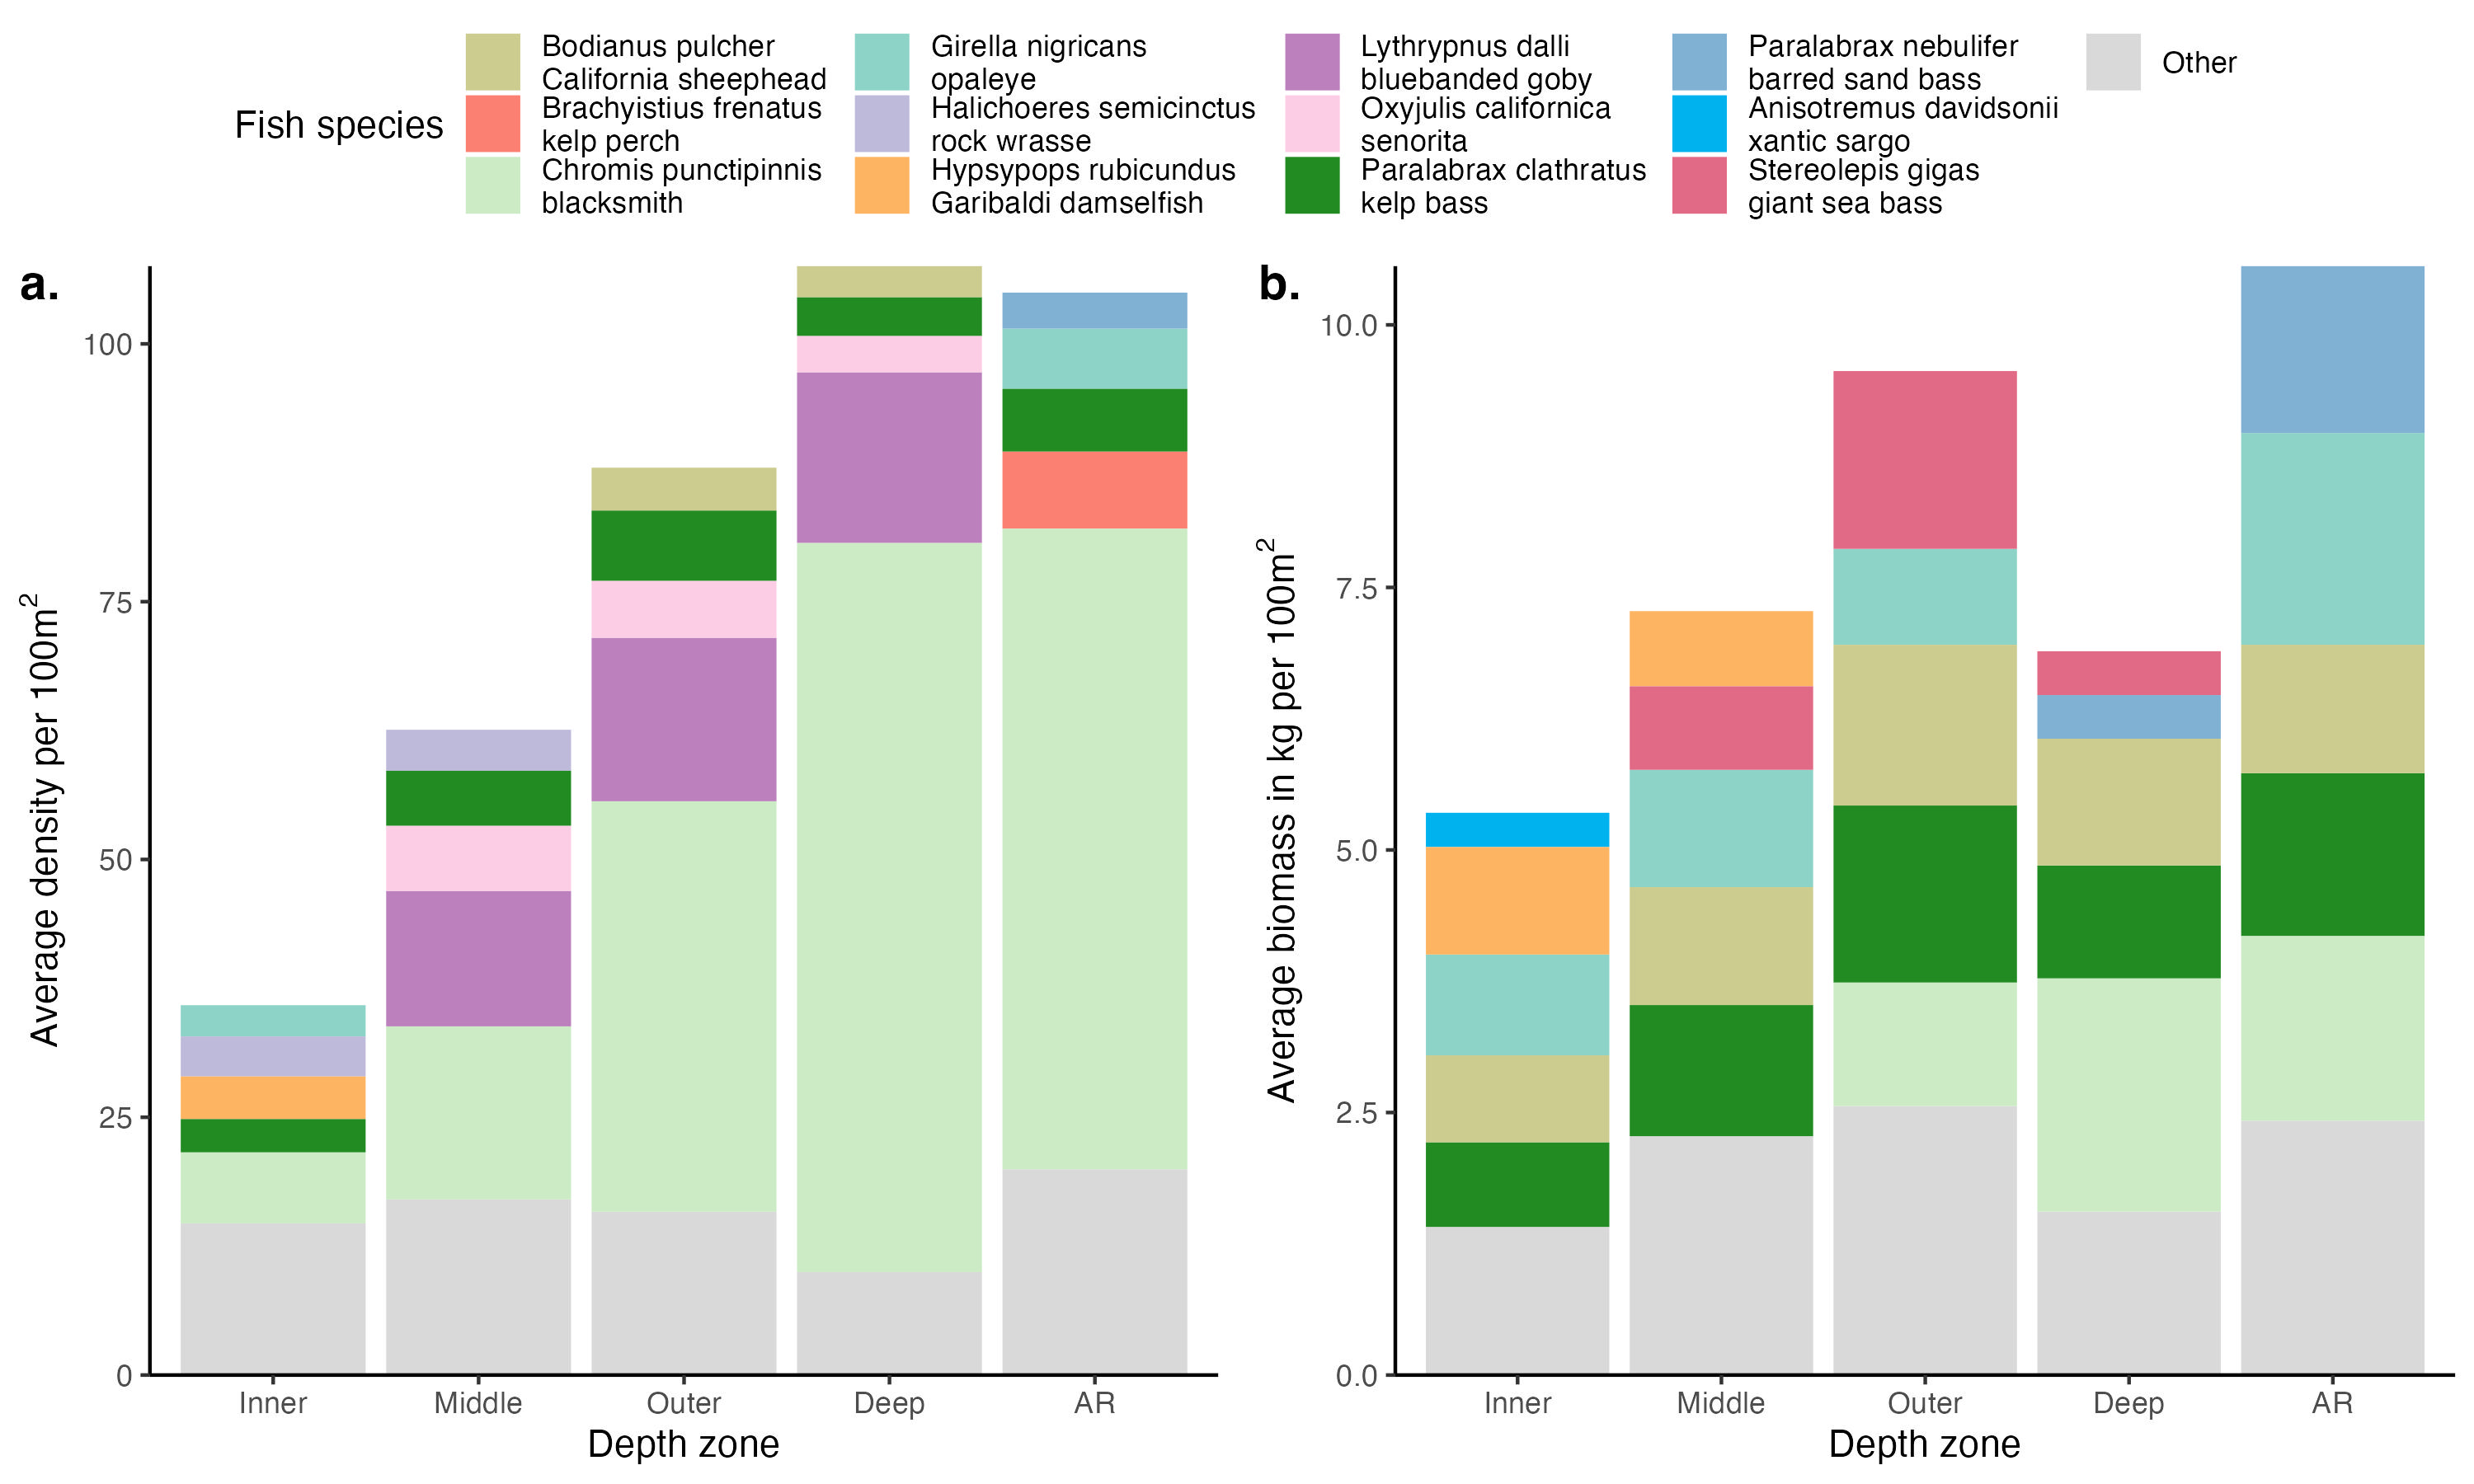 Fish species
Bodianus pulcher
California sheephead
Brachyistius frenatus
kelp perch
Chromis punctipinnis
blacksmith
Girella nigricans
opaleye
Halichoeres semicinctus
rock wrasse
Hypsypops rubicundus
Garibaldi damselfish
Lythrypnus dalli
bluebanded goby
Oxyjulis californica
senorita
Paralabrax clathratus
kelp bass
Paralabrax nebulifer
barred sand bass
Anisotremus davidsonii
xantic sargo
Stereolepis gigas
giant sea bass
Other
a.
Average density per 100m²
100
75
50
25
0
Inner Middle Outer Deep AR
Depth zone
b.
Average biomass in kg per 100m²
10.0
7.5
5.0
2.5
0.0
Inner Middle Outer Deep AR
Depth zone